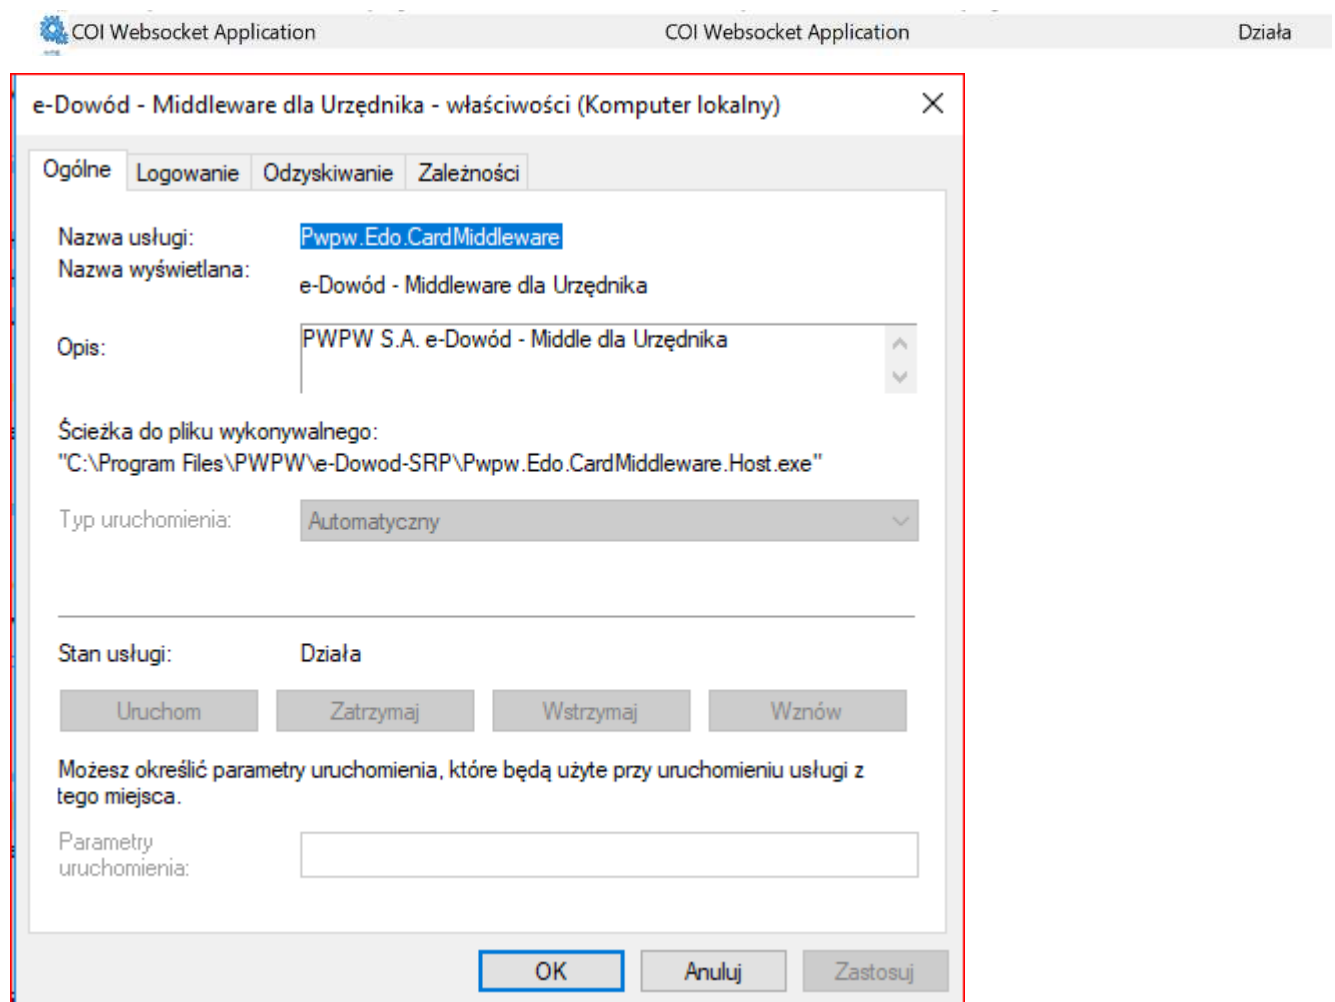 COI Websocket Application COI Websocket Application Działa
e-Dowód - Middleware dla Urzędnika - właściwości (Komputer lokalny)
Ogólne Logowanie Odzyskiwanie Zależności
Nazwa usługi: Pwpw.Edo.CardMiddleware
Nazwa wyświetlana: e-Dowód - Middleware dla Urzędnika
Opis: PWPW S.A. e-Dowód - Middle dla Urzędnika
Ścieżka do pliku wykonywalnego:
"C:\Program Files\PWPW\e-Dowod-SRP\Pwpw.Edo.CardMiddleware.Host.exe"
Typ uruchomienia: Automatyczny
Stan usługi: Działa
Uruchom Zatrzymaj Wstrzymaj Wznów
Możesz określić parametry uruchomienia, które będą użyte przy uruchomieniu usługi z
tego miejsca.
Parametry
uruchomienia:
OK Anuluj Zastosuj